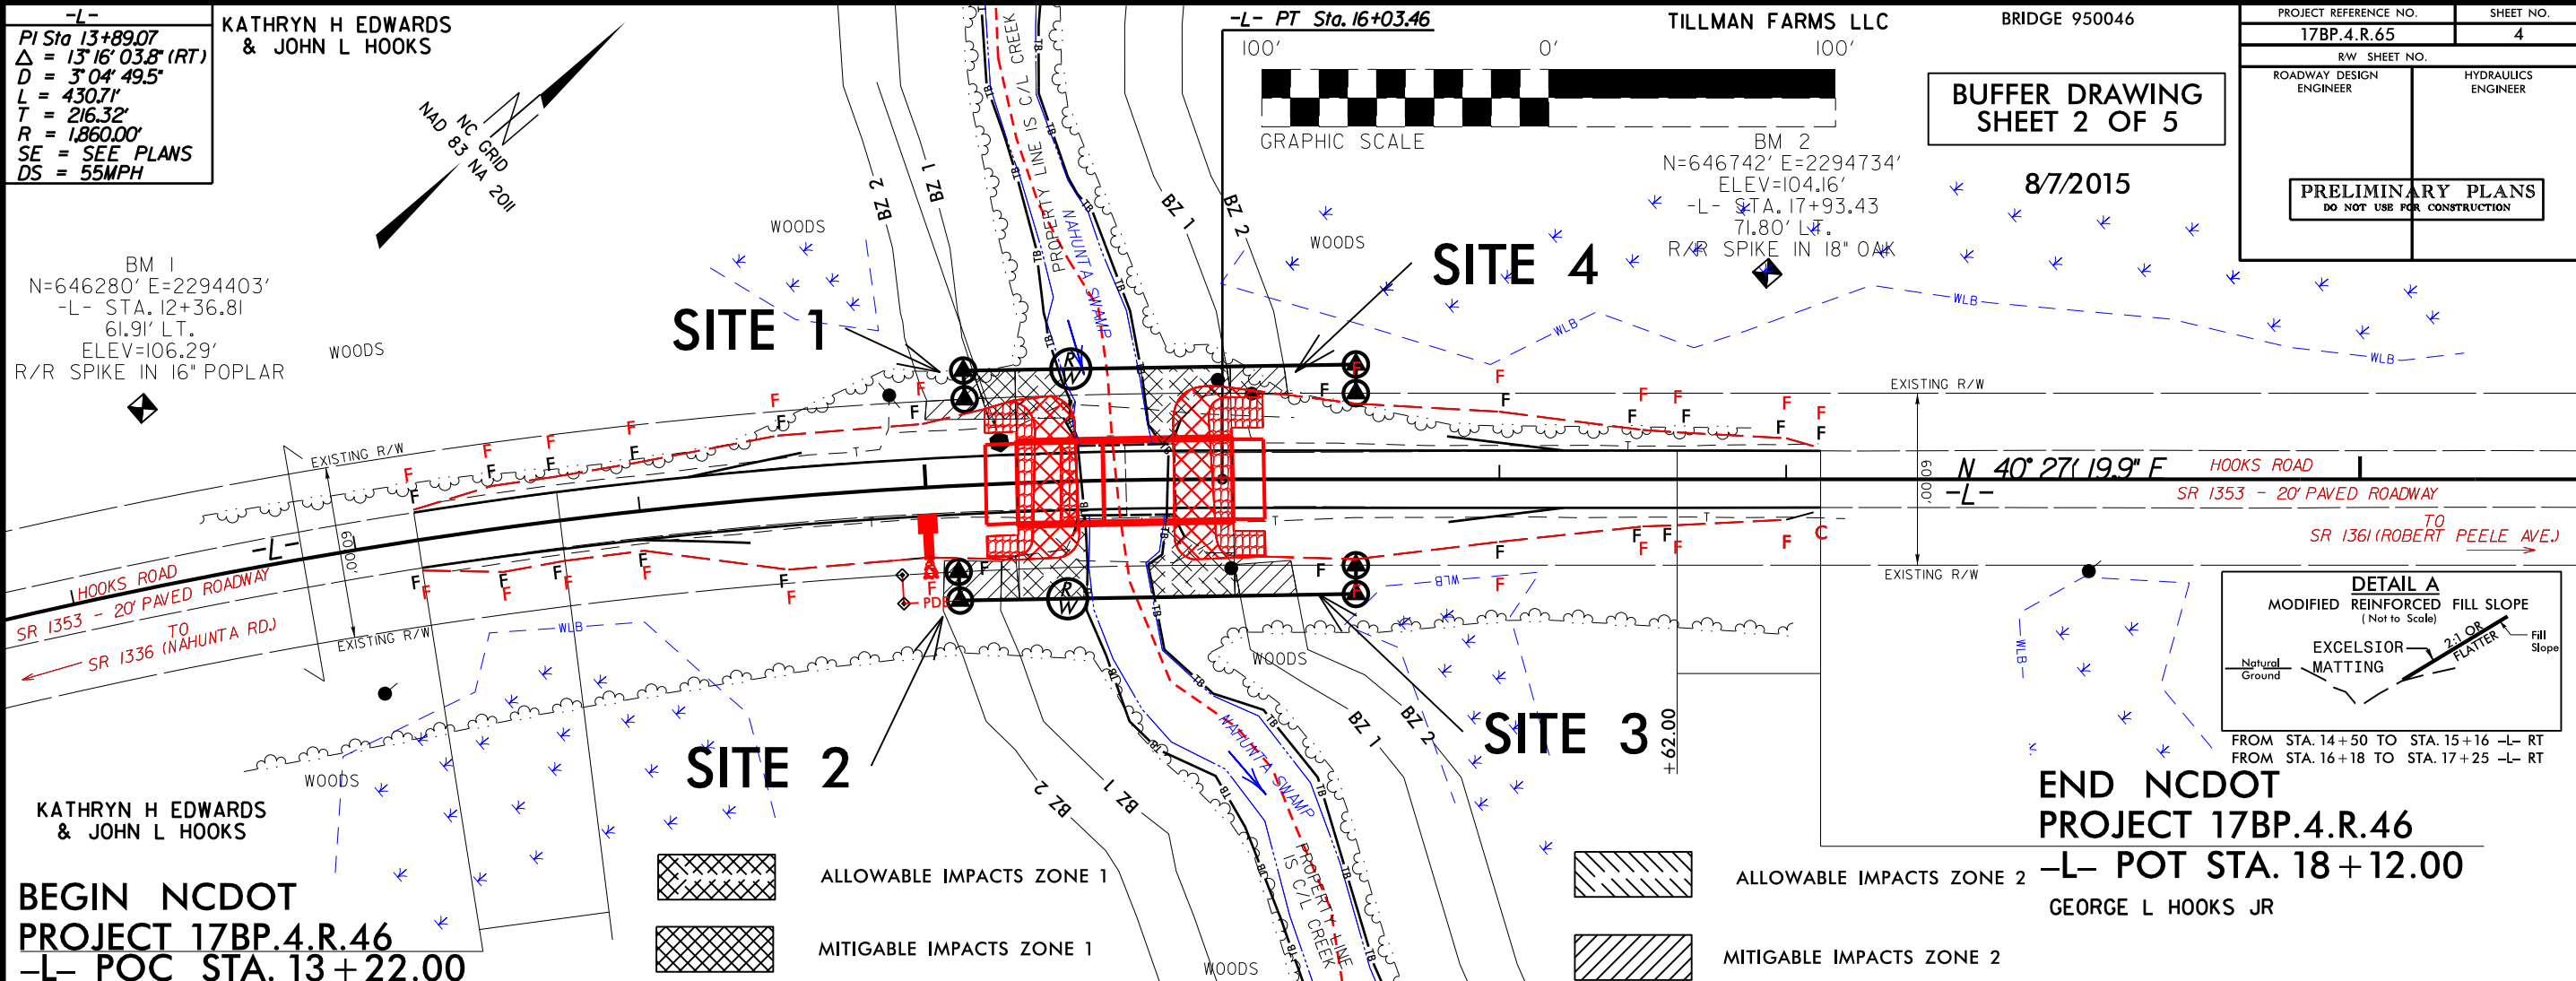 -L-
PI Sta 13+89.07
Δ = 13° 16' 03.8" (RT)
D = 3° 04' 49.5"
L = 430.71'
T = 216.32'
R = 1,860.00'
SE = SEE PLANS
DS = 55MPH
KATHRYN H EDWARDS
& JOHN L HOOKS
NC GRID
NAD 83 NA 2011
-L- PT Sta. 16+03.46
100' 0' 100'
GRAPHIC SCALE
TILLMAN FARMS LLC
BRIDGE 950046
BUFFER DRAWING
SHEET 2 OF 5
8/7/2015
PROJECT REFERENCE NO.
SHEET NO.
17BP.4.R.65
4
RW SHEET NO.
ROADWAY DESIGN
ENGINEER
HYDRAULICS
ENGINEER
PRELIMINARY PLANS
DO NOT USE FOR CONSTRUCTION
BM 1
N=646280' E=2294403'
-L- STA. 12+36.81
61.91' LT.
ELEV=106.29'
R/R SPIKE IN 16" POPLAR
BM 2
N=646742' E=2294734'
ELEV=104.16'
-L- STA. 17+93.43
71.80' LT.
R/R SPIKE IN 18" OAK
WOODS
WOODS
WOODS
BZ 2
BZ 1
PROPERTY LINE IS C/L CREEK
NAHUNTA SWAMP
BZ 1
BZ 2
SITE 1
SITE 4
WLB
WLB
WLB
EXISTING R/W
EXISTING R/W
60.00'
60.00'
-L-
HOOKS ROAD
SR 1353 - 20' PAVED ROADWAY
TO
SR 1336 (NAHUNTA RD.)
EXISTING R/W
N 40° 27' 19.9" E
-L-
HOOKS ROAD
SR 1353 - 20' PAVED ROADWAY
TO
SR 1361 (ROBERT PEELE AVE.)
EXISTING R/W
PDE
R/W
R/W
WLB
WLB
WLB
WOODS
WOODS
WOODS
SITE 2
SITE 3
BZ 2
BZ 1
BZ 1
BZ 2
NAHUNTA SWAMP
PROPERTY LINE
IS C/L CREEK
+62.00
DETAIL A
MODIFIED REINFORCED FILL SLOPE
( Not to Scale)
EXCELSIOR
MATTING
2:1 OR
FLATTER
Fill
Slope
Natural
Ground
FROM STA. 14+50 TO STA. 15+16 -L- RT
FROM STA. 16+18 TO STA. 17+25 -L- RT
END NCDOT
PROJECT 17BP.4.R.46
-L- POT STA. 18+12.00
GEORGE L HOOKS JR
KATHRYN H EDWARDS
& JOHN L HOOKS
BEGIN NCDOT
PROJECT 17BP.4.R.46
-L- POC STA. 13+22.00
ALLOWABLE IMPACTS ZONE 1
MITIGABLE IMPACTS ZONE 1
ALLOWABLE IMPACTS ZONE 2
MITIGABLE IMPACTS ZONE 2